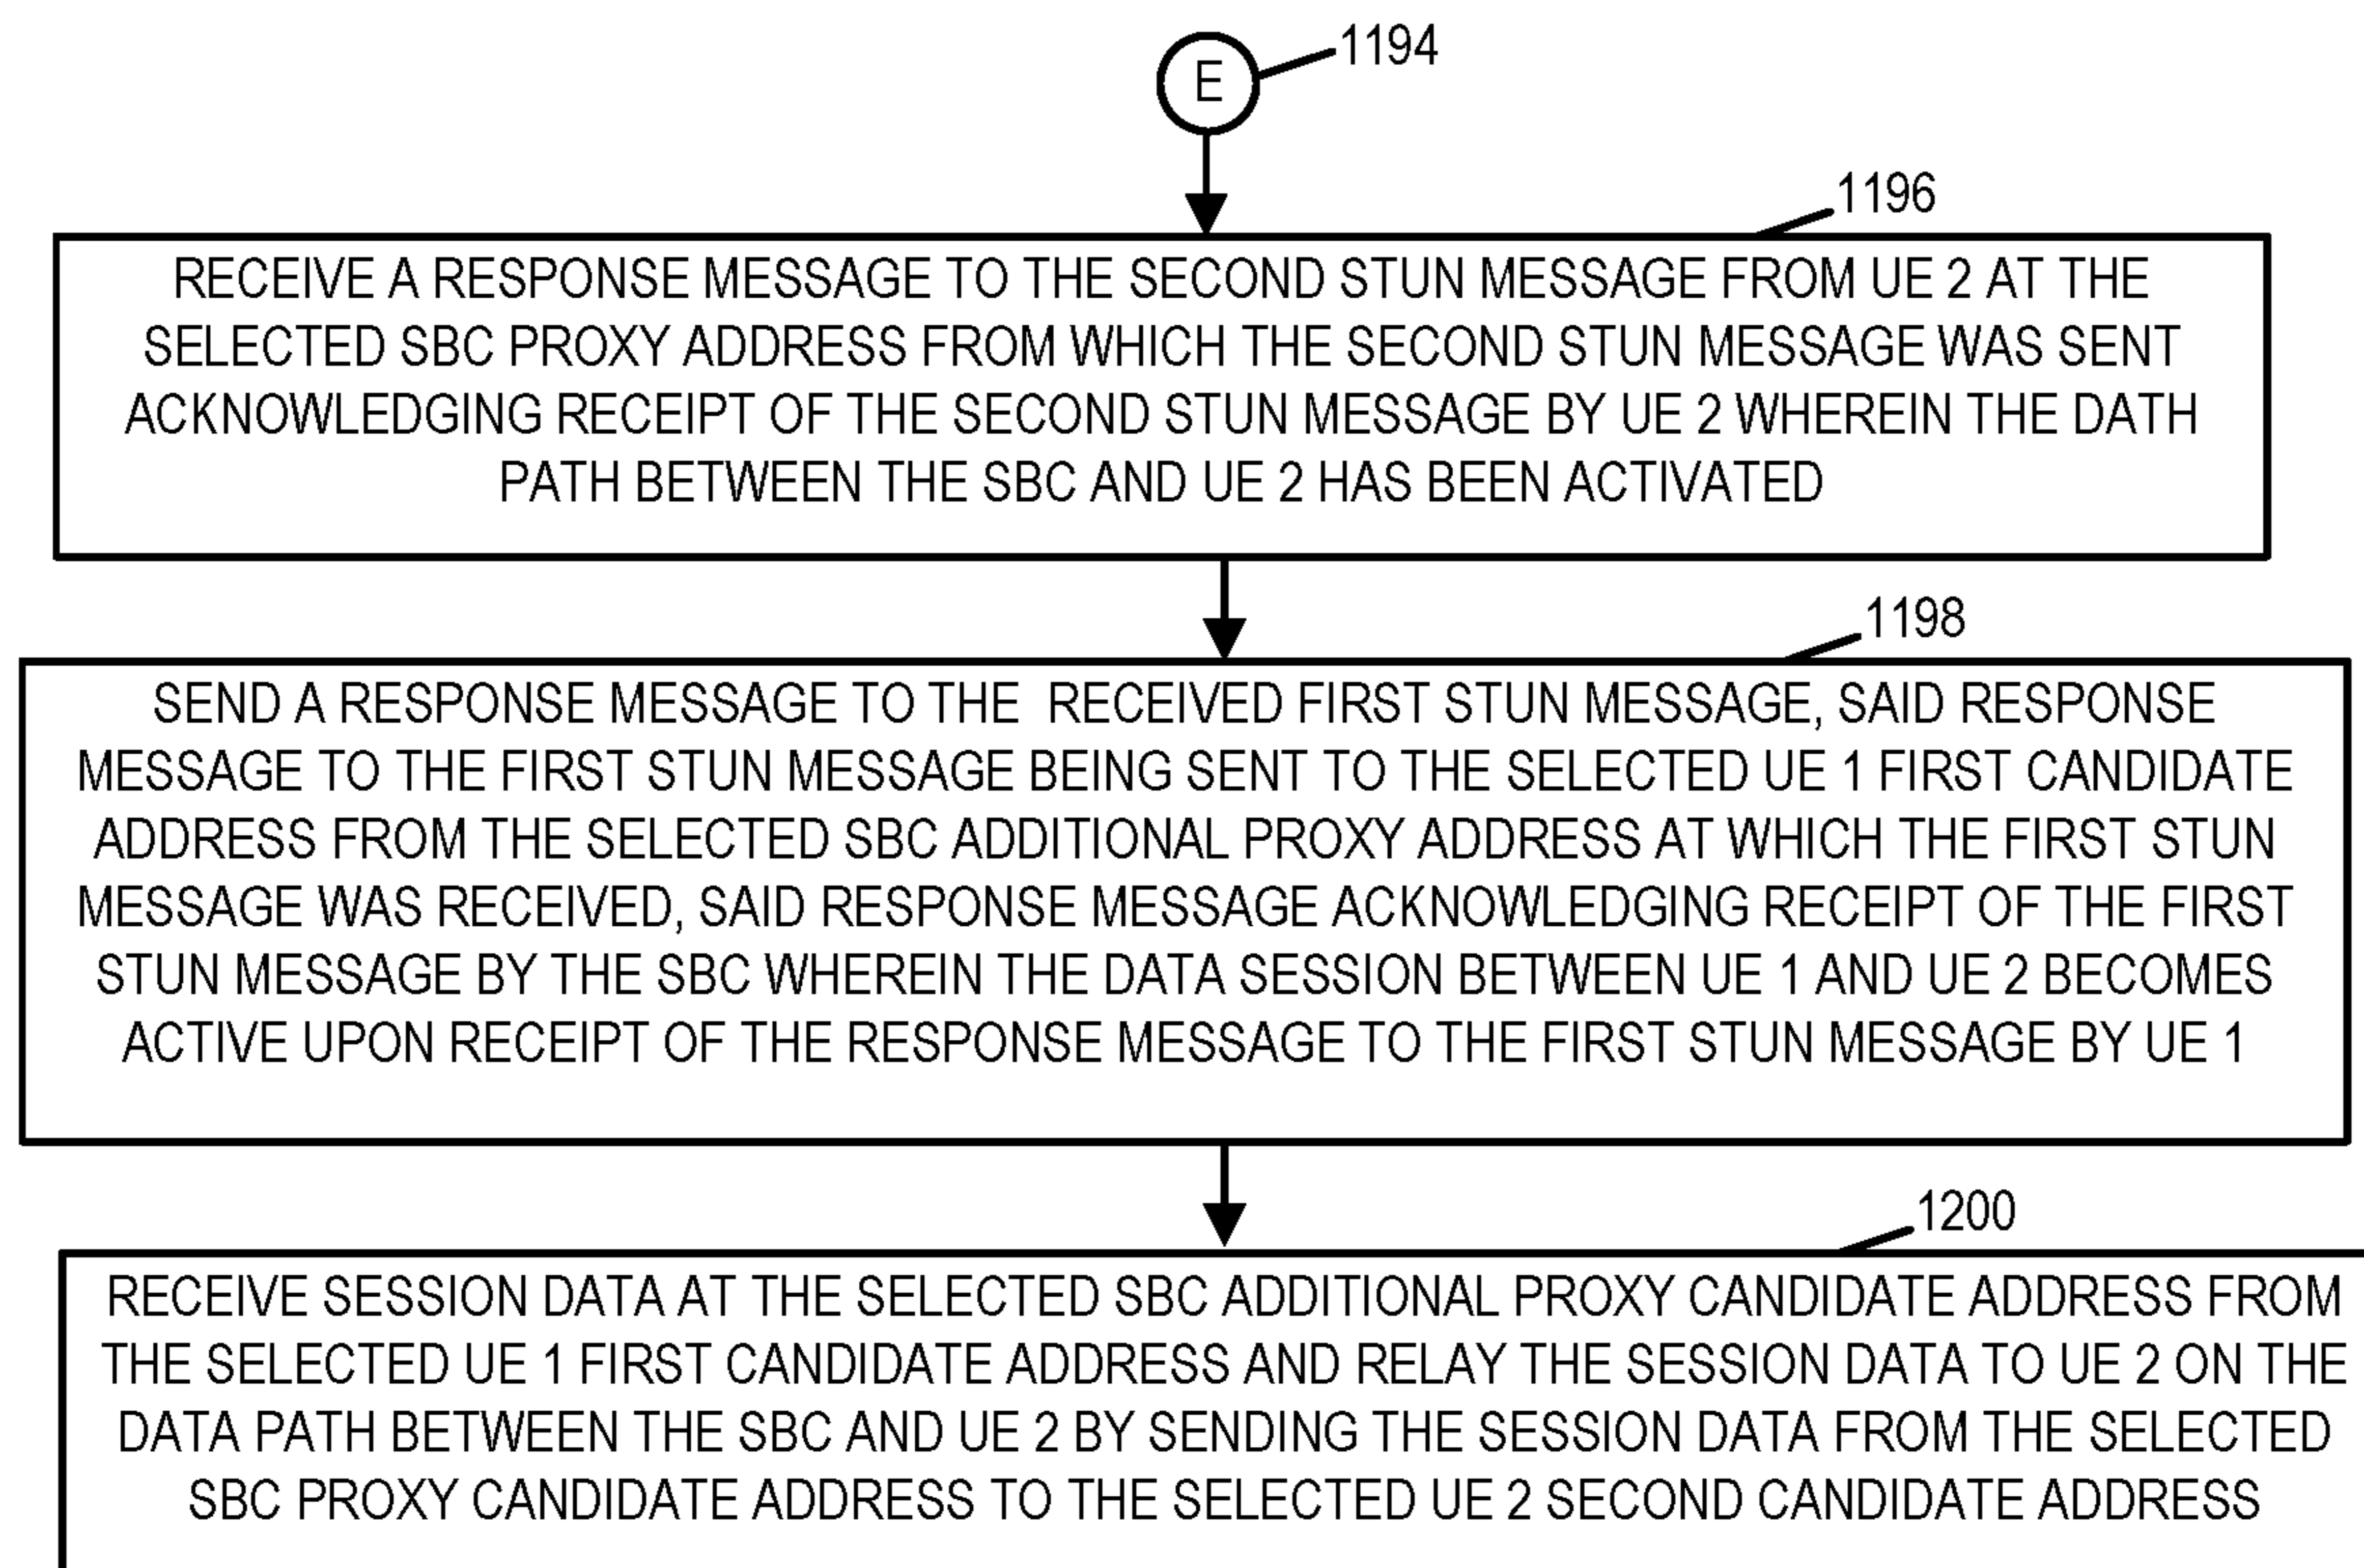 E
1194
1196
RECEIVE A RESPONSE MESSAGE TO THE SECOND STUN MESSAGE FROM UE 2 AT THE
SELECTED SBC PROXY ADDRESS FROM WHICH THE SECOND STUN MESSAGE WAS SENT
ACKNOWLEDGING RECEIPT OF THE SECOND STUN MESSAGE BY UE 2 WHEREIN THE DATH
PATH BETWEEN THE SBC AND UE 2 HAS BEEN ACTIVATED
1198
SEND A RESPONSE MESSAGE TO THE RECEIVED FIRST STUN MESSAGE, SAID RESPONSE
MESSAGE TO THE FIRST STUN MESSAGE BEING SENT TO THE SELECTED UE 1 FIRST CANDIDATE
ADDRESS FROM THE SELECTED SBC ADDITIONAL PROXY ADDRESS AT WHICH THE FIRST STUN
MESSAGE WAS RECEIVED, SAID RESPONSE MESSAGE ACKNOWLEDGING RECEIPT OF THE FIRST
STUN MESSAGE BY THE SBC WHEREIN THE DATA SESSION BETWEEN UE 1 AND UE 2 BECOMES
ACTIVE UPON RECEIPT OF THE RESPONSE MESSAGE TO THE FIRST STUN MESSAGE BY UE 1
1200
RECEIVE SESSION DATA AT THE SELECTED SBC ADDITIONAL PROXY CANDIDATE ADDRESS FROM
THE SELECTED UE 1 FIRST CANDIDATE ADDRESS AND RELAY THE SESSION DATA TO UE 2 ON THE
DATA PATH BETWEEN THE SBC AND UE 2 BY SENDING THE SESSION DATA FROM THE SELECTED
SBC PROXY CANDIDATE ADDRESS TO THE SELECTED UE 2 SECOND CANDIDATE ADDRESS